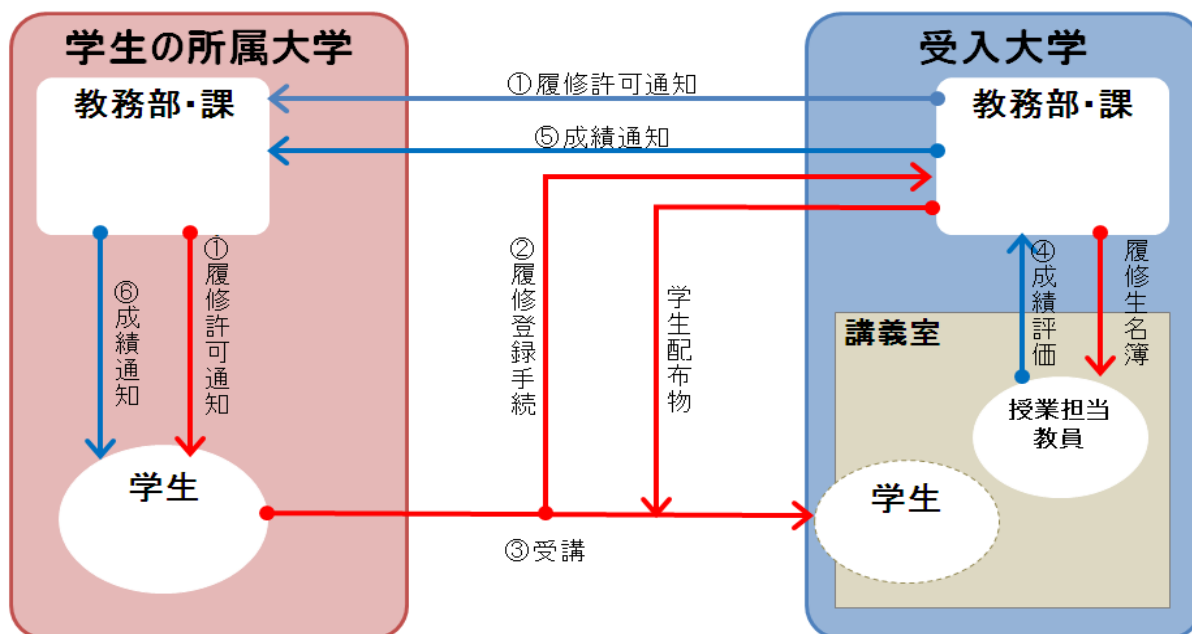 学生の所属大学
受入大学
教務部・課
教務部・課
①履修許可通知
⑤成績通知
⑥成績通知
①履修許可通知
②履修登録手続
学生配布物
④成績評価
履修生名簿
講義室
授業担当
教員
学生
学生
③受講